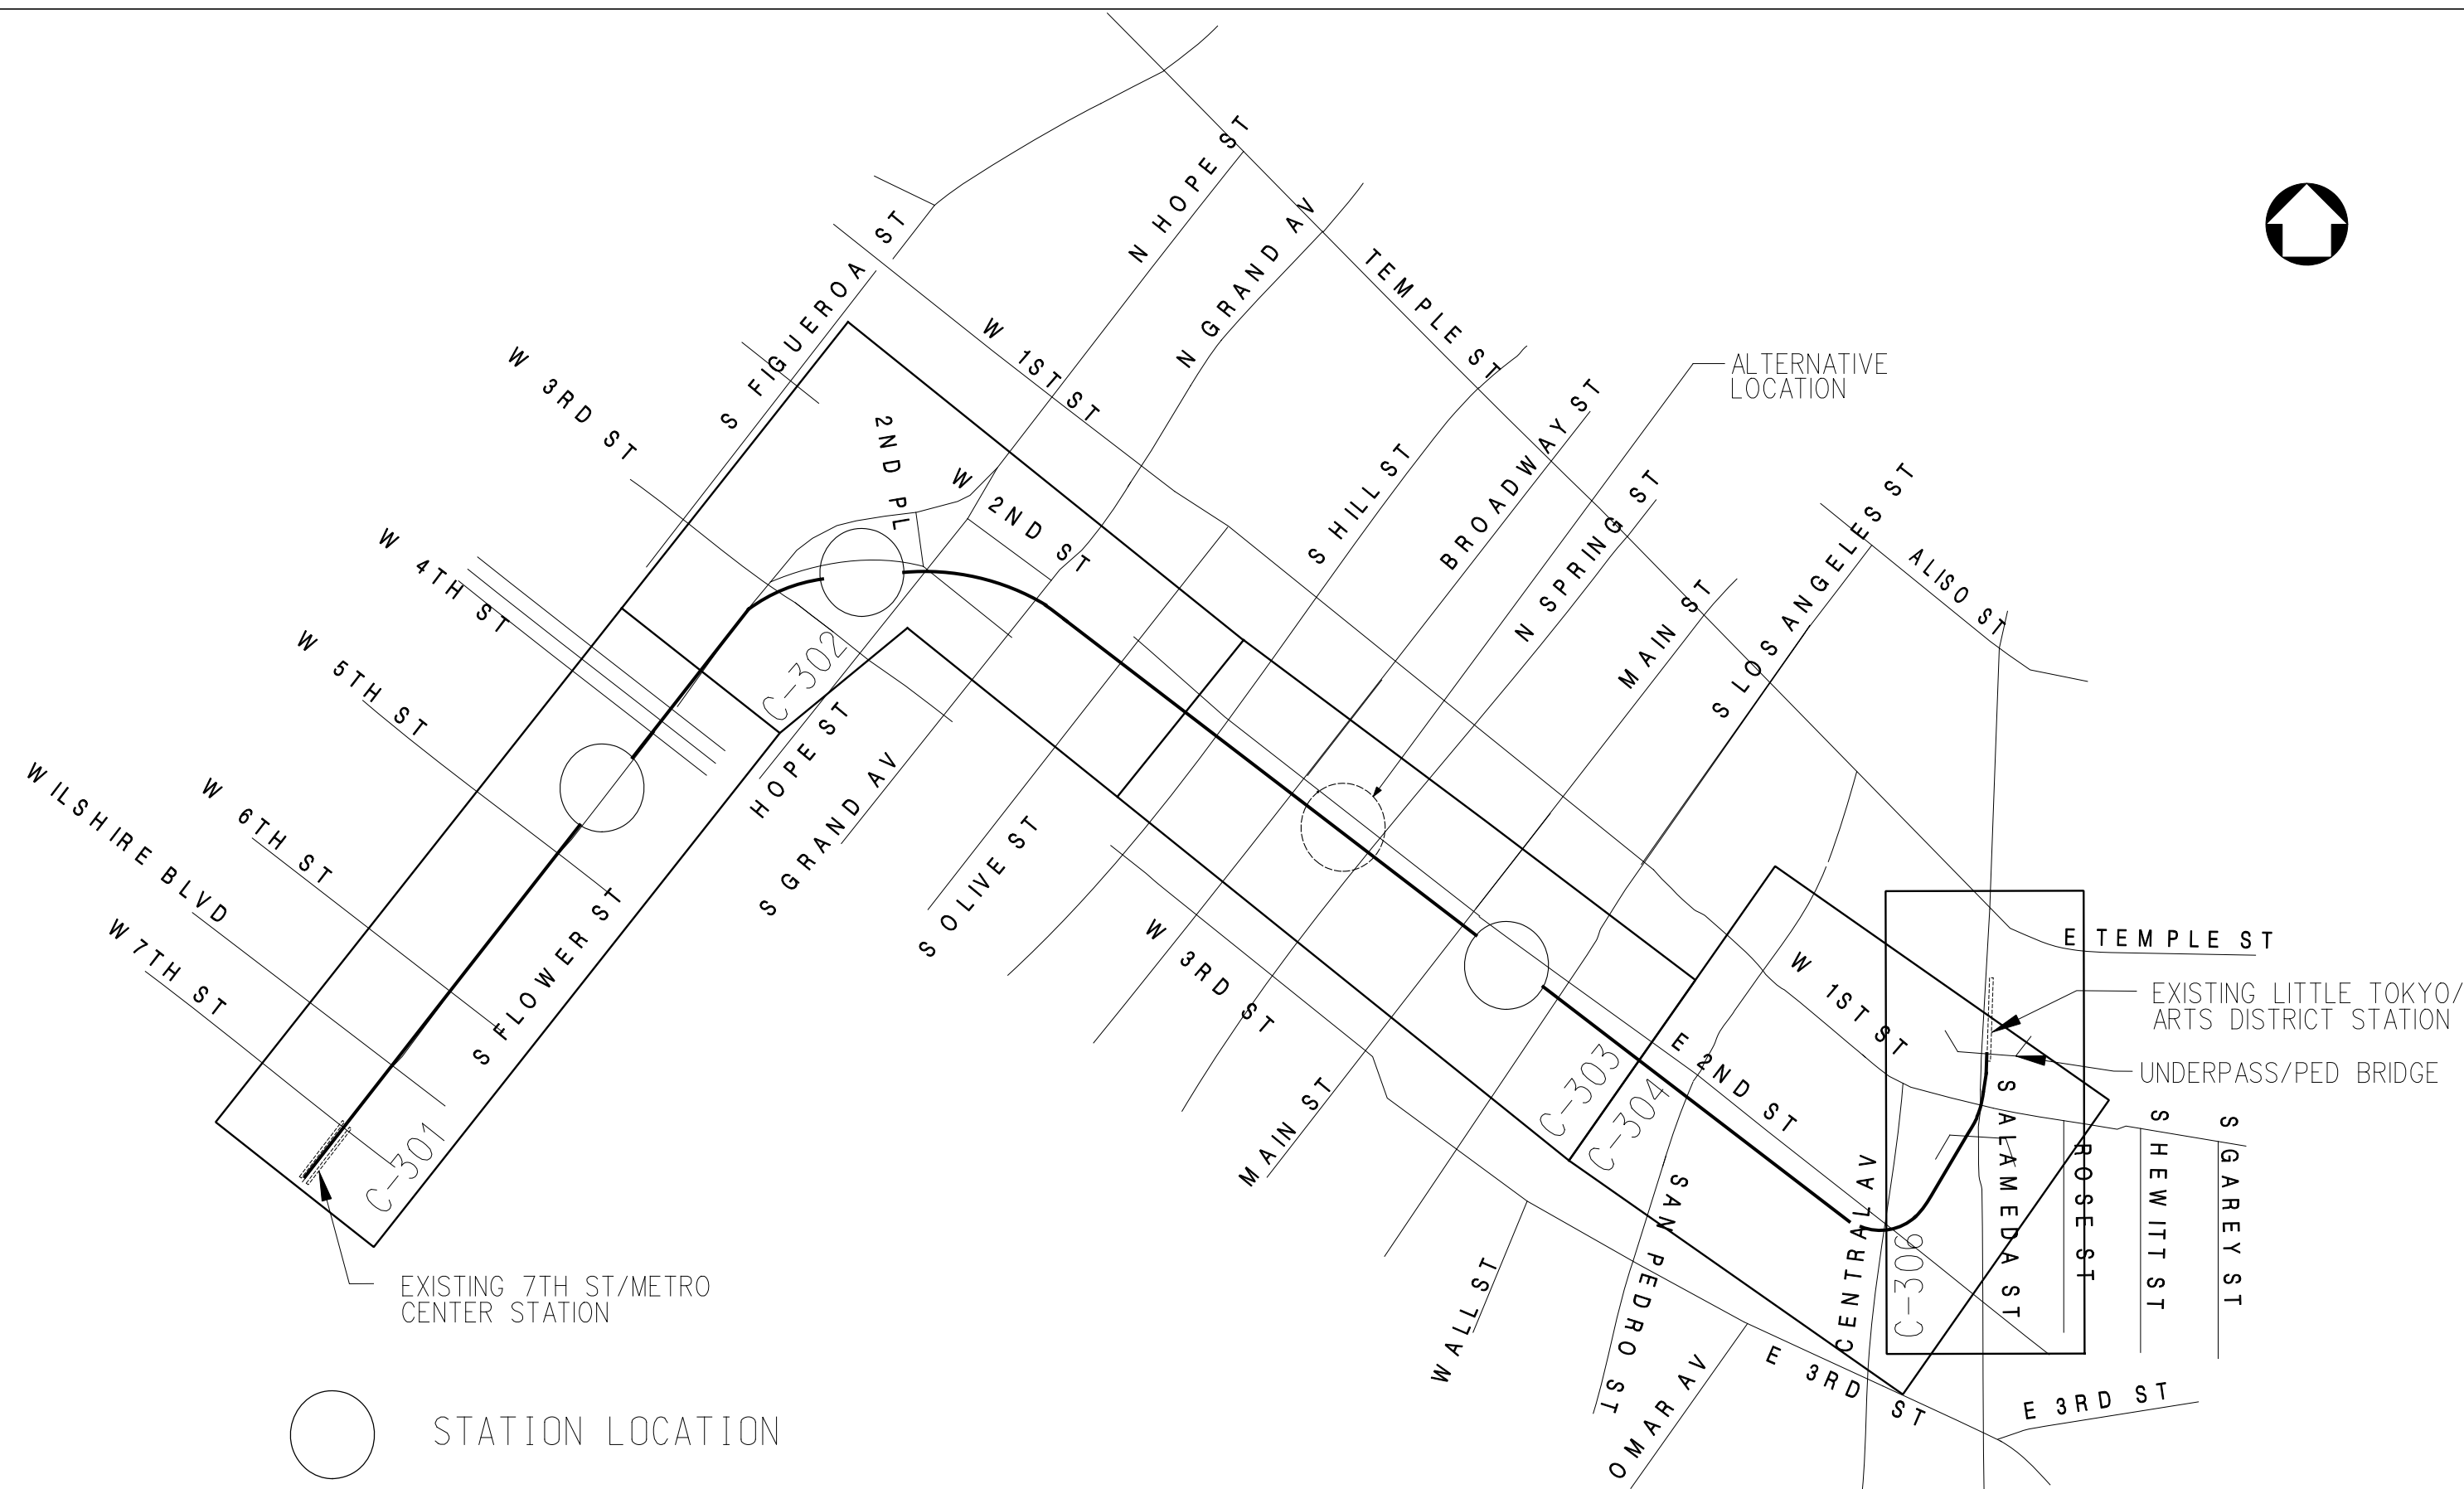 N HOPE ST
S FIGUEROA ST
N GRAND AV
TEMPLE ST
W 1ST ST
W 3RD ST
2ND PL
W 2ND ST
ALTERNATIVE
LOCATION
S HILL ST
BROADWAY ST
N SPRING ST
MAIN ST
S LOS ANGELES ST
ALISO ST
W 4TH ST
W 5TH ST
WILSHIRE BLVD
W 6TH ST
W 7TH ST
C-302
HOPE ST
S GRAND AV
S OLIVE ST
S FLOWER ST
C-301
W 3RD ST
MAIN ST
C-303
C-304
E 2ND ST
W 1ST ST
E TEMPLE ST
EXISTING LITTLE TOKYO/
ARTS DISTRICT STATION
UNDERPASS/PED BRIDGE
S ALAMEDA ST
ROSE ST
S HEWITT ST
S GAREY ST
CENTRAL AV
C-306
SAN PEDRO ST
WALL ST
OMAR AV
E 3RD ST
E 3RD ST
EXISTING 7TH ST/METRO
CENTER STATION
STATION LOCATION